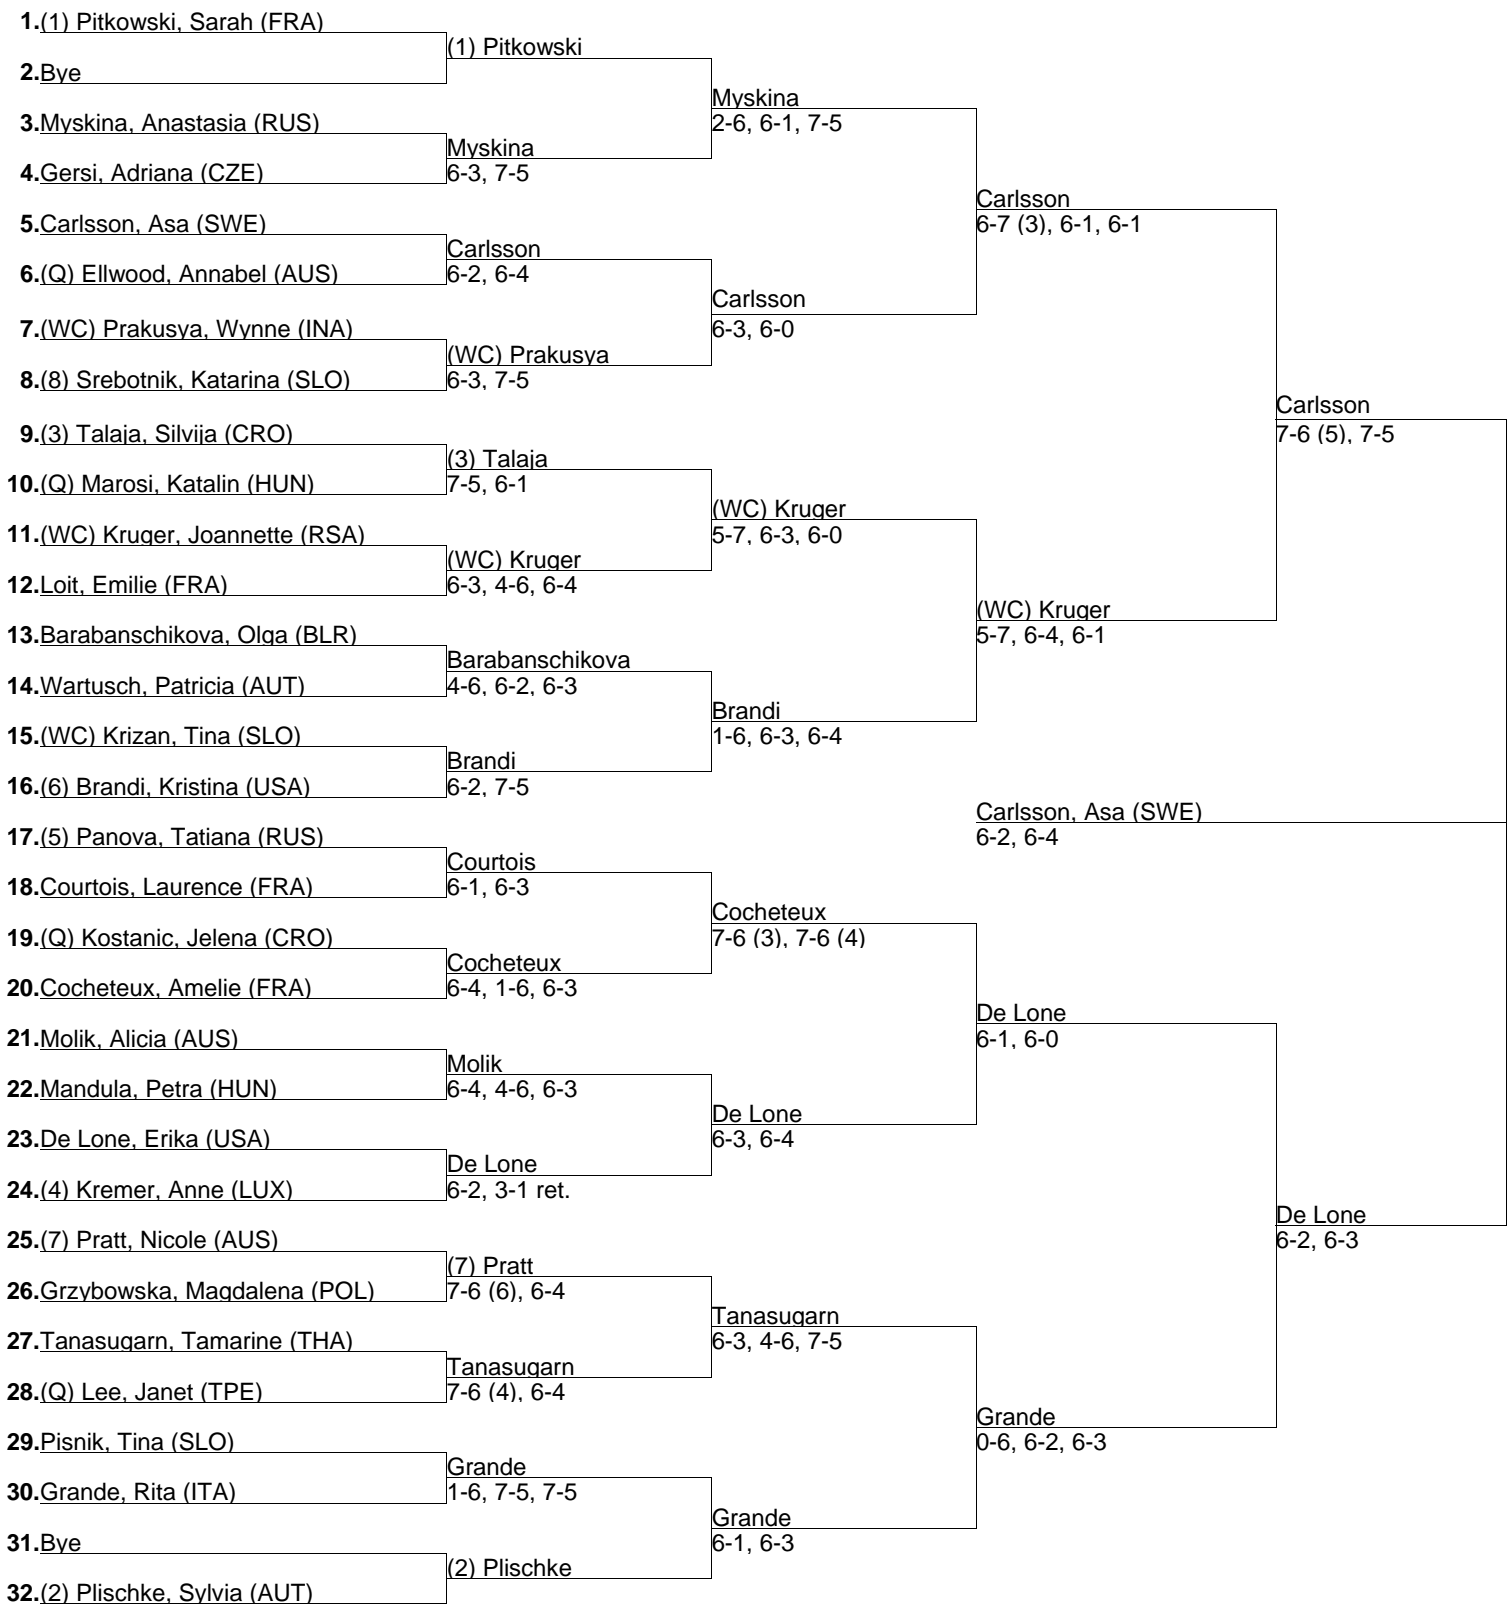 1.(1) Pitkowski, Sarah (FRA)
(1) Pitkowski
2.Bye
Myskina
2-6, 6-1, 7-5
3.Myskina, Anastasia (RUS)
Myskina
6-3, 7-5
4.Gersi, Adriana (CZE)
Carlsson
6-7 (3), 6-1, 6-1
5.Carlsson, Asa (SWE)
Carlsson
6-2, 6-4
6.(Q) Ellwood, Annabel (AUS)
Carlsson
6-3, 6-0
7.(WC) Prakusya, Wynne (INA)
(WC) Prakusya
6-3, 7-5
8.(8) Srebotnik, Katarina (SLO)
Carlsson
7-6 (5), 7-5
9.(3) Talaja, Silvija (CRO)
(3) Talaja
7-5, 6-1
10.(Q) Marosi, Katalin (HUN)
(WC) Kruger
5-7, 6-3, 6-0
11.(WC) Kruger, Joannette (RSA)
(WC) Kruger
6-3, 4-6, 6-4
12.Loit, Emilie (FRA)
(WC) Kruger
5-7, 6-4, 6-1
13.Barabanschikova, Olga (BLR)
Barabanschikova
4-6, 6-2, 6-3
14.Wartusch, Patricia (AUT)
Brandi
1-6, 6-3, 6-4
15.(WC) Krizan, Tina (SLO)
Brandi
6-2, 7-5
16.(6) Brandi, Kristina (USA)
Carlsson, Asa (SWE)
6-2, 6-4
17.(5) Panova, Tatiana (RUS)
Courtois
6-1, 6-3
18.Courtois, Laurence (FRA)
Cocheteux
7-6 (3), 7-6 (4)
19.(Q) Kostanic, Jelena (CRO)
Cocheteux
6-4, 1-6, 6-3
20.Cocheteux, Amelie (FRA)
De Lone
6-1, 6-0
21.Molik, Alicia (AUS)
Molik
6-4, 4-6, 6-3
22.Mandula, Petra (HUN)
De Lone
6-3, 6-4
23.De Lone, Erika (USA)
De Lone
6-2, 3-1 ret.
24.(4) Kremer, Anne (LUX)
De Lone
6-2, 6-3
25.(7) Pratt, Nicole (AUS)
(7) Pratt
7-6 (6), 6-4
26.Grzybowska, Magdalena (POL)
Tanasugarn
6-3, 4-6, 7-5
27.Tanasugarn, Tamarine (THA)
Tanasugarn
7-6 (4), 6-4
28.(Q) Lee, Janet (TPE)
Grande
0-6, 6-2, 6-3
29.Pisnik, Tina (SLO)
Grande
1-6, 7-5, 7-5
30.Grande, Rita (ITA)
Grande
6-1, 6-3
31.Bye
(2) Plischke
32.(2) Plischke, Sylvia (AUT)